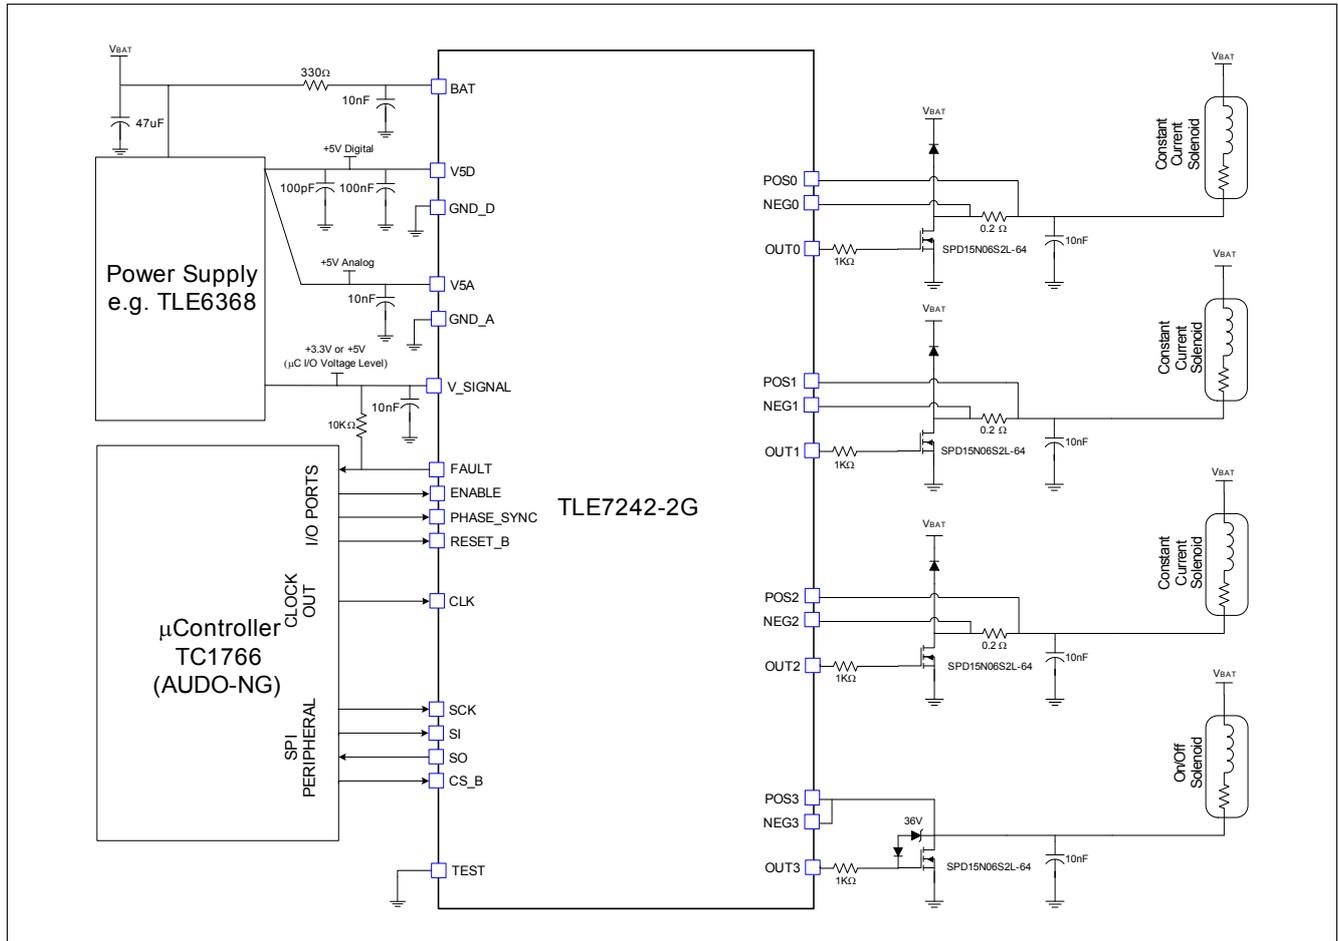 VBAT
330Ω
BAT
10nF
47uF
+5V Digital
V5D
100pF
100nF
GND_D
+5V Analog
V5A
10nF
GND_A
Power Supply
e.g. TLE6368
+3.3V or +5V
(μC I/O Voltage Level)
V_SIGNAL
10nF
10KΩ
I/O PORTS
FAULT
ENABLE
PHASE_SYNC
RESET_B
CLOCK
OUT
CLK
μController
TC1766
(AUDO-NG)
SPI
PERIPHERAL
SCK
SI
SO
CS_B
TEST
TLE7242-2G
VBAT
VBAT
Constant
Current
Solenoid
POS0
NEG0
OUT0
1KΩ
0.2 Ω
SPD15N06S2L-64
10nF
VBAT
VBAT
Constant
Current
Solenoid
POS1
NEG1
OUT1
1KΩ
0.2 Ω
SPD15N06S2L-64
10nF
VBAT
VBAT
Constant
Current
Solenoid
POS2
NEG2
OUT2
1KΩ
0.2 Ω
SPD15N06S2L-64
10nF
VBAT
On/Off
Solenoid
POS3
NEG3
OUT3
36V
1KΩ
SPD15N06S2L-64
10nF